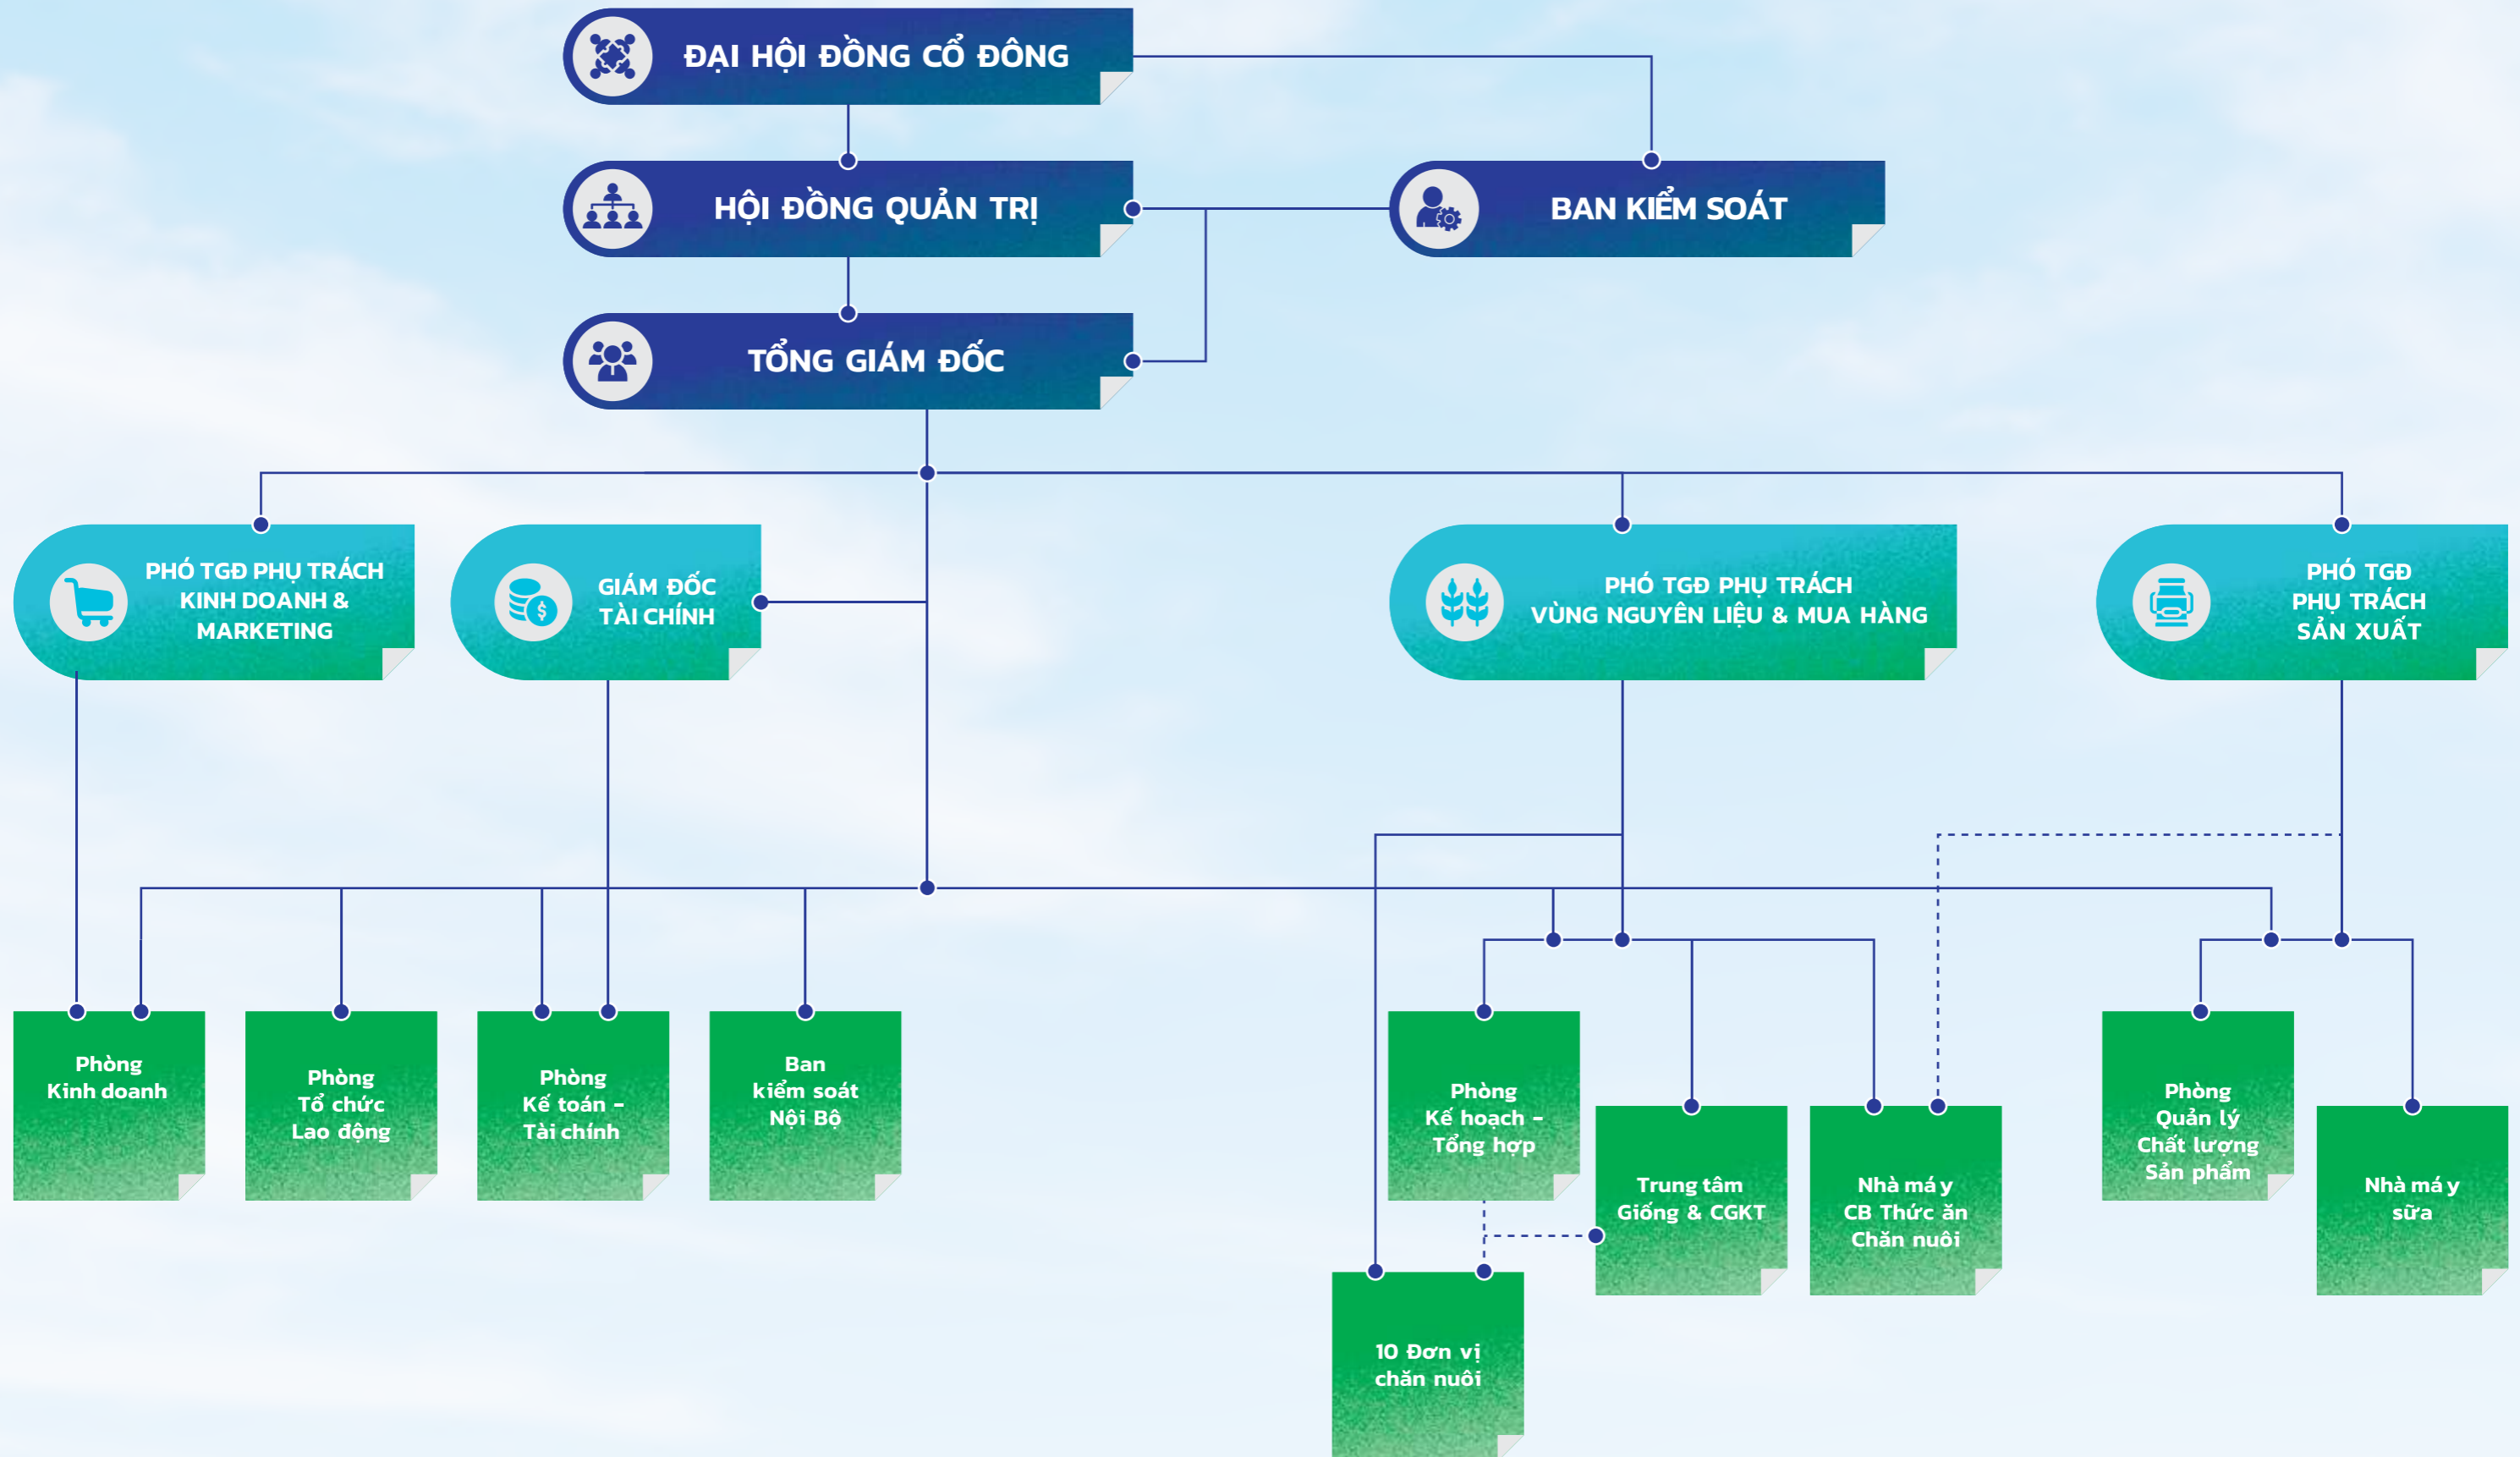 ĐẠI HỘI ĐỒNG CỔ ĐÔNG
HỘI ĐỒNG QUẢN TRỊ
BAN KIỂM SOÁT
TỔNG GIÁM ĐỐC
PHÓ TGĐ PHỤ TRÁCH
KINH DOANH &
MARKETING
GIÁM ĐỐC
TÀI CHÍNH
PHÓ TGĐ PHỤ TRÁCH
VÙNG NGUYÊN LIỆU & MUA HÀNG
PHÓ TGĐ
PHỤ TRÁCH
SẢN XUẤT
Phòng
Kinh doanh
Phòng
Tổ chức
Lao động
Phòng
Kế toán -
Tài chính
Ban
kiểm soát
Nội Bộ
Phòng
Kế hoạch -
Tổng hợp
Trung tâm
Giống & CGKT
Nhà máy
CB Thức ăn
Chăn nuôi
Phòng
Quản lý
Chất lượng
Sản phẩm
Nhà máy
sữa
10 Đơn vị
chăn nuôi